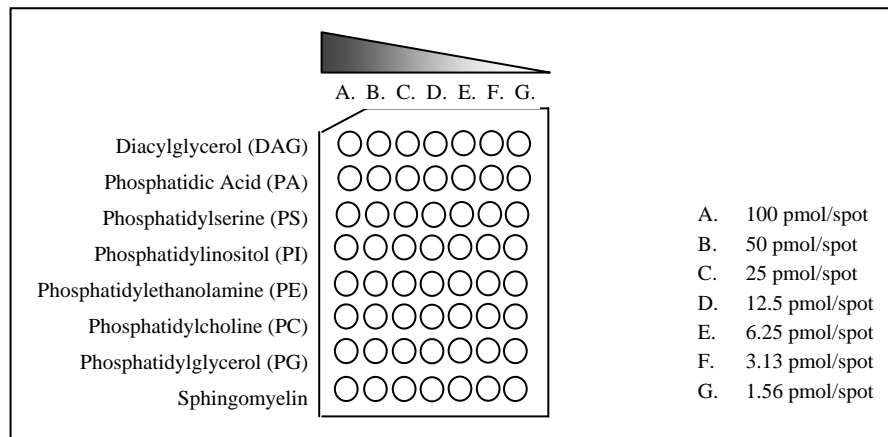 A. B. C. D. E. F. G.
Diacylglycerol (DAG)
Phosphatidic Acid (PA)
Phosphatidylserine (PS)
Phosphatidylinositol (PI)
Phosphatidylethanolamine (PE)
Phosphatidylcholine (PC)
Phosphatidylglycerol (PG)
Sphingomyelin
A. 100 pmol/spot
B. 50 pmol/spot
C. 25 pmol/spot
D. 12.5 pmol/spot
E. 6.25 pmol/spot
F. 3.13 pmol/spot
G. 1.56 pmol/spot